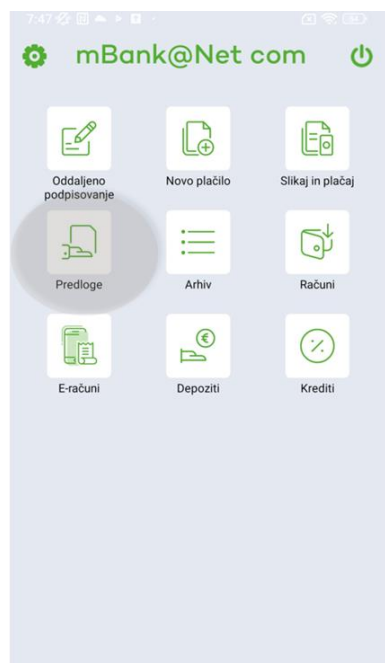 7:47
mBank@Net com
Oddaljeno
podpisovanje
Novo plačilo
Slikaj in plačaj
Predloge
Arhiv
Računi
E-računi
Depoziti
Krediti